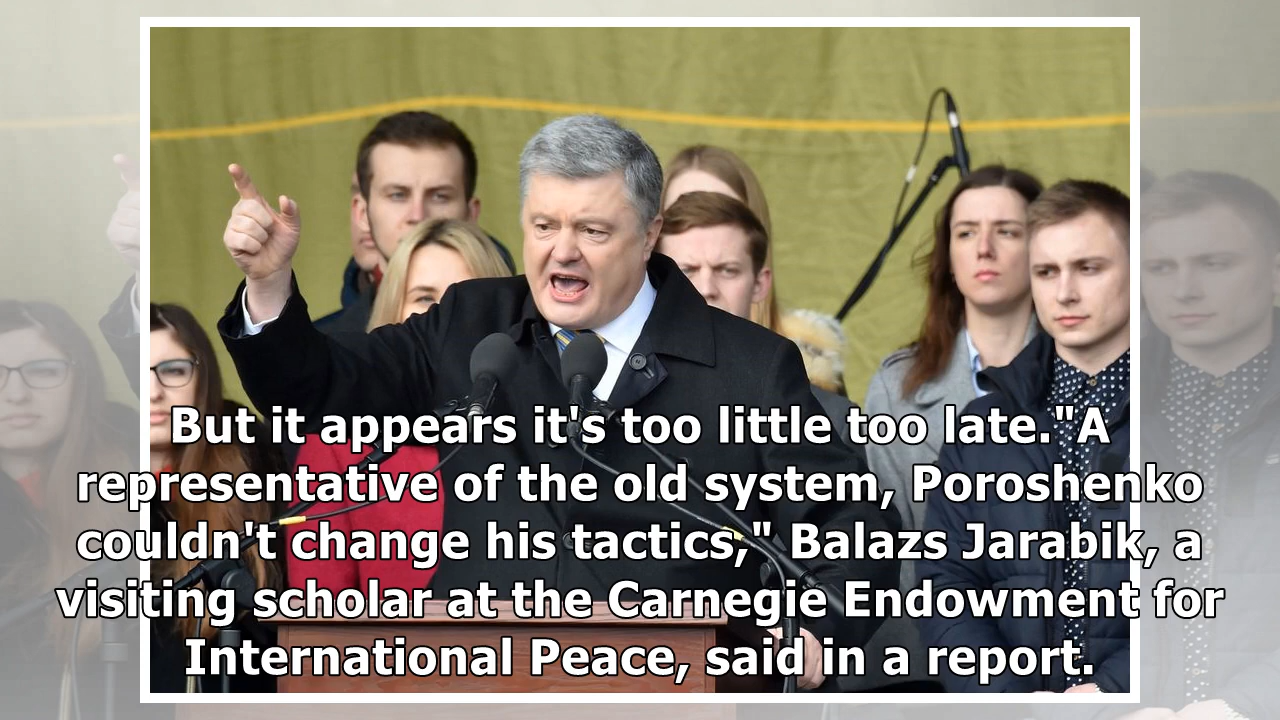 But it appears it's too little too late."A
representative of the old system, Poroshenko
couldn't change his tactics," Balazs Jarabik, a
visiting scholar at the Carnegie Endowment for
International Peace, said in a report.